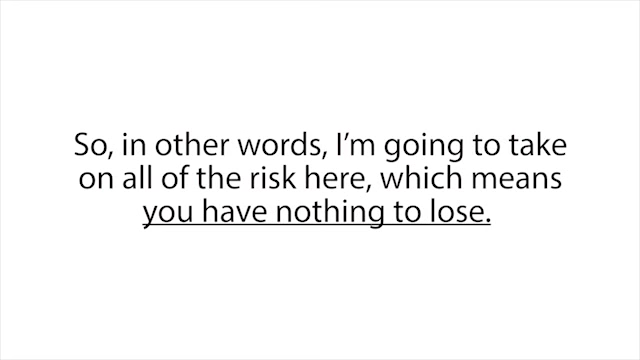 So, in other words, I’m going to take
on all of the risk here, which means
you have nothing to lose.